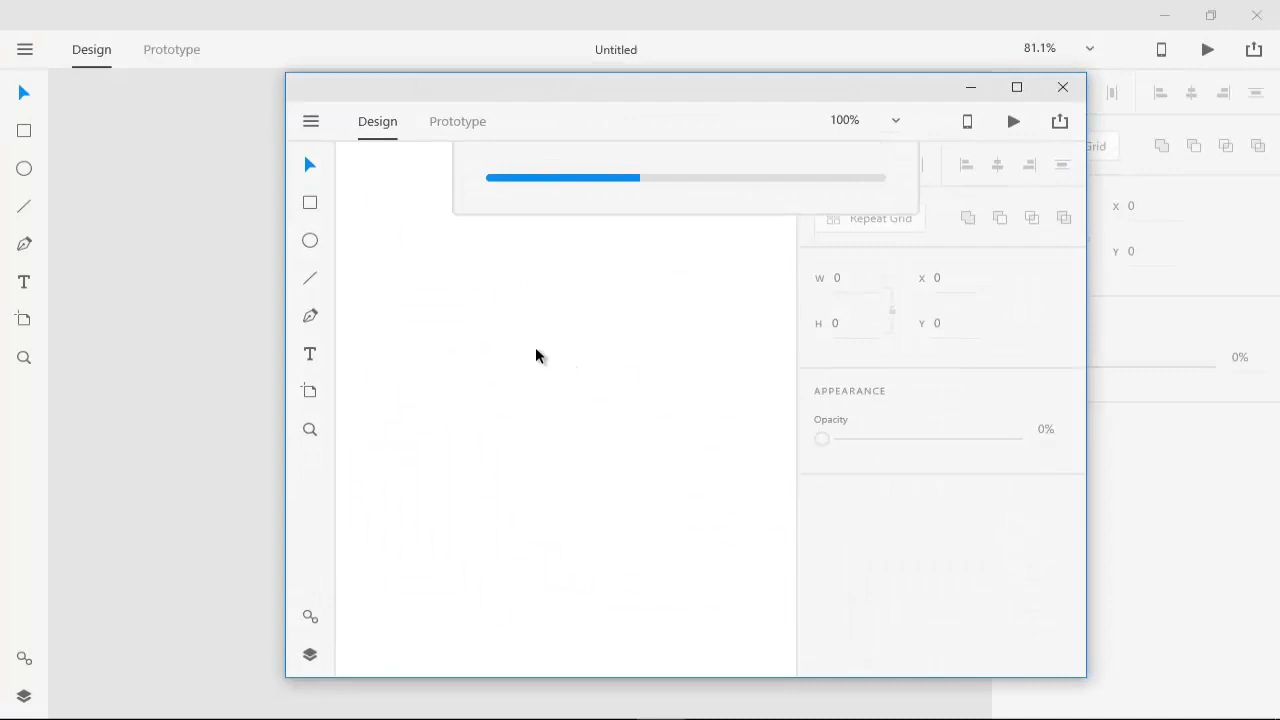 Design Prototype Untitled 81.1%
Design Prototype 100%
Grid
Repeat Grid
X 0
Y 0
W 0 X 0
H 0 Y 0
0%
APPEARANCE
Opacity
0%